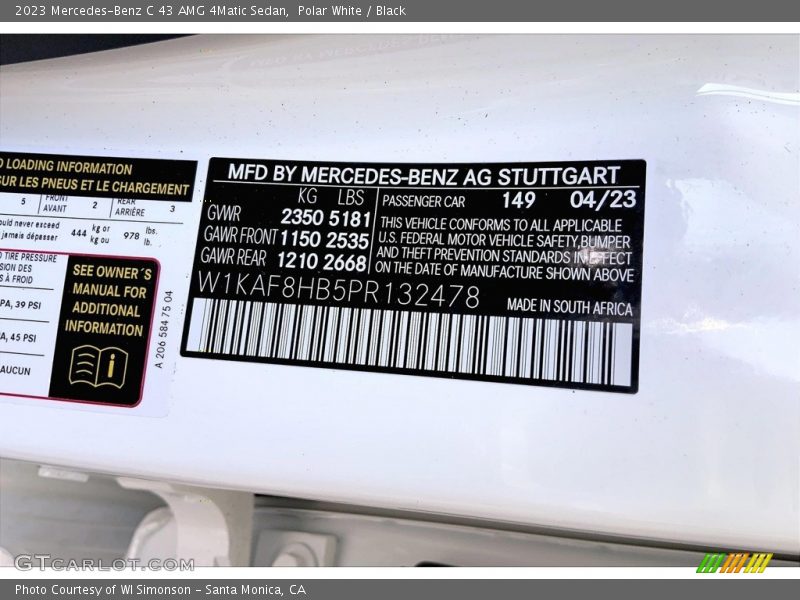 2023 Mercedes-Benz C 43 AMG 4Matic Sedan, Polar White / Black
LOADING INFORMATION
SUR LES PNEUS ET LE CHARGEMENT
5 FRONT AVANT 2 REAR ARRIÈRE 3
should never exceed
jamais dépasser
444 kg or kg ou 978 lbs. lb.
TIRE PRESSURE
SION DES
À FROID
PA, 39 PSI
A, 45 PSI
AUCUN
SEE OWNER´S
MANUAL FOR
ADDITIONAL
INFORMATION
A 206 584 75 04
MFD BY MERCEDES-BENZ AG STUTTGART
KG LBS
GVWR 2350 5181
GAWR FRONT 1150 2535
GAWR REAR 1210 2668
PASSENGER CAR 149 04/23
THIS VEHICLE CONFORMS TO ALL APPLICABLE
U.S. FEDERAL MOTOR VEHICLE SAFETY,BUMPER
AND THEFT PREVENTION STANDARDS IN EFFECT
ON THE DATE OF MANUFACTURE SHOWN ABOVE
W1KAF8HB5PR132478
MADE IN SOUTH AFRICA
GTcarlot.com
Photo Courtesy of WI Simonson - Santa Monica, CA